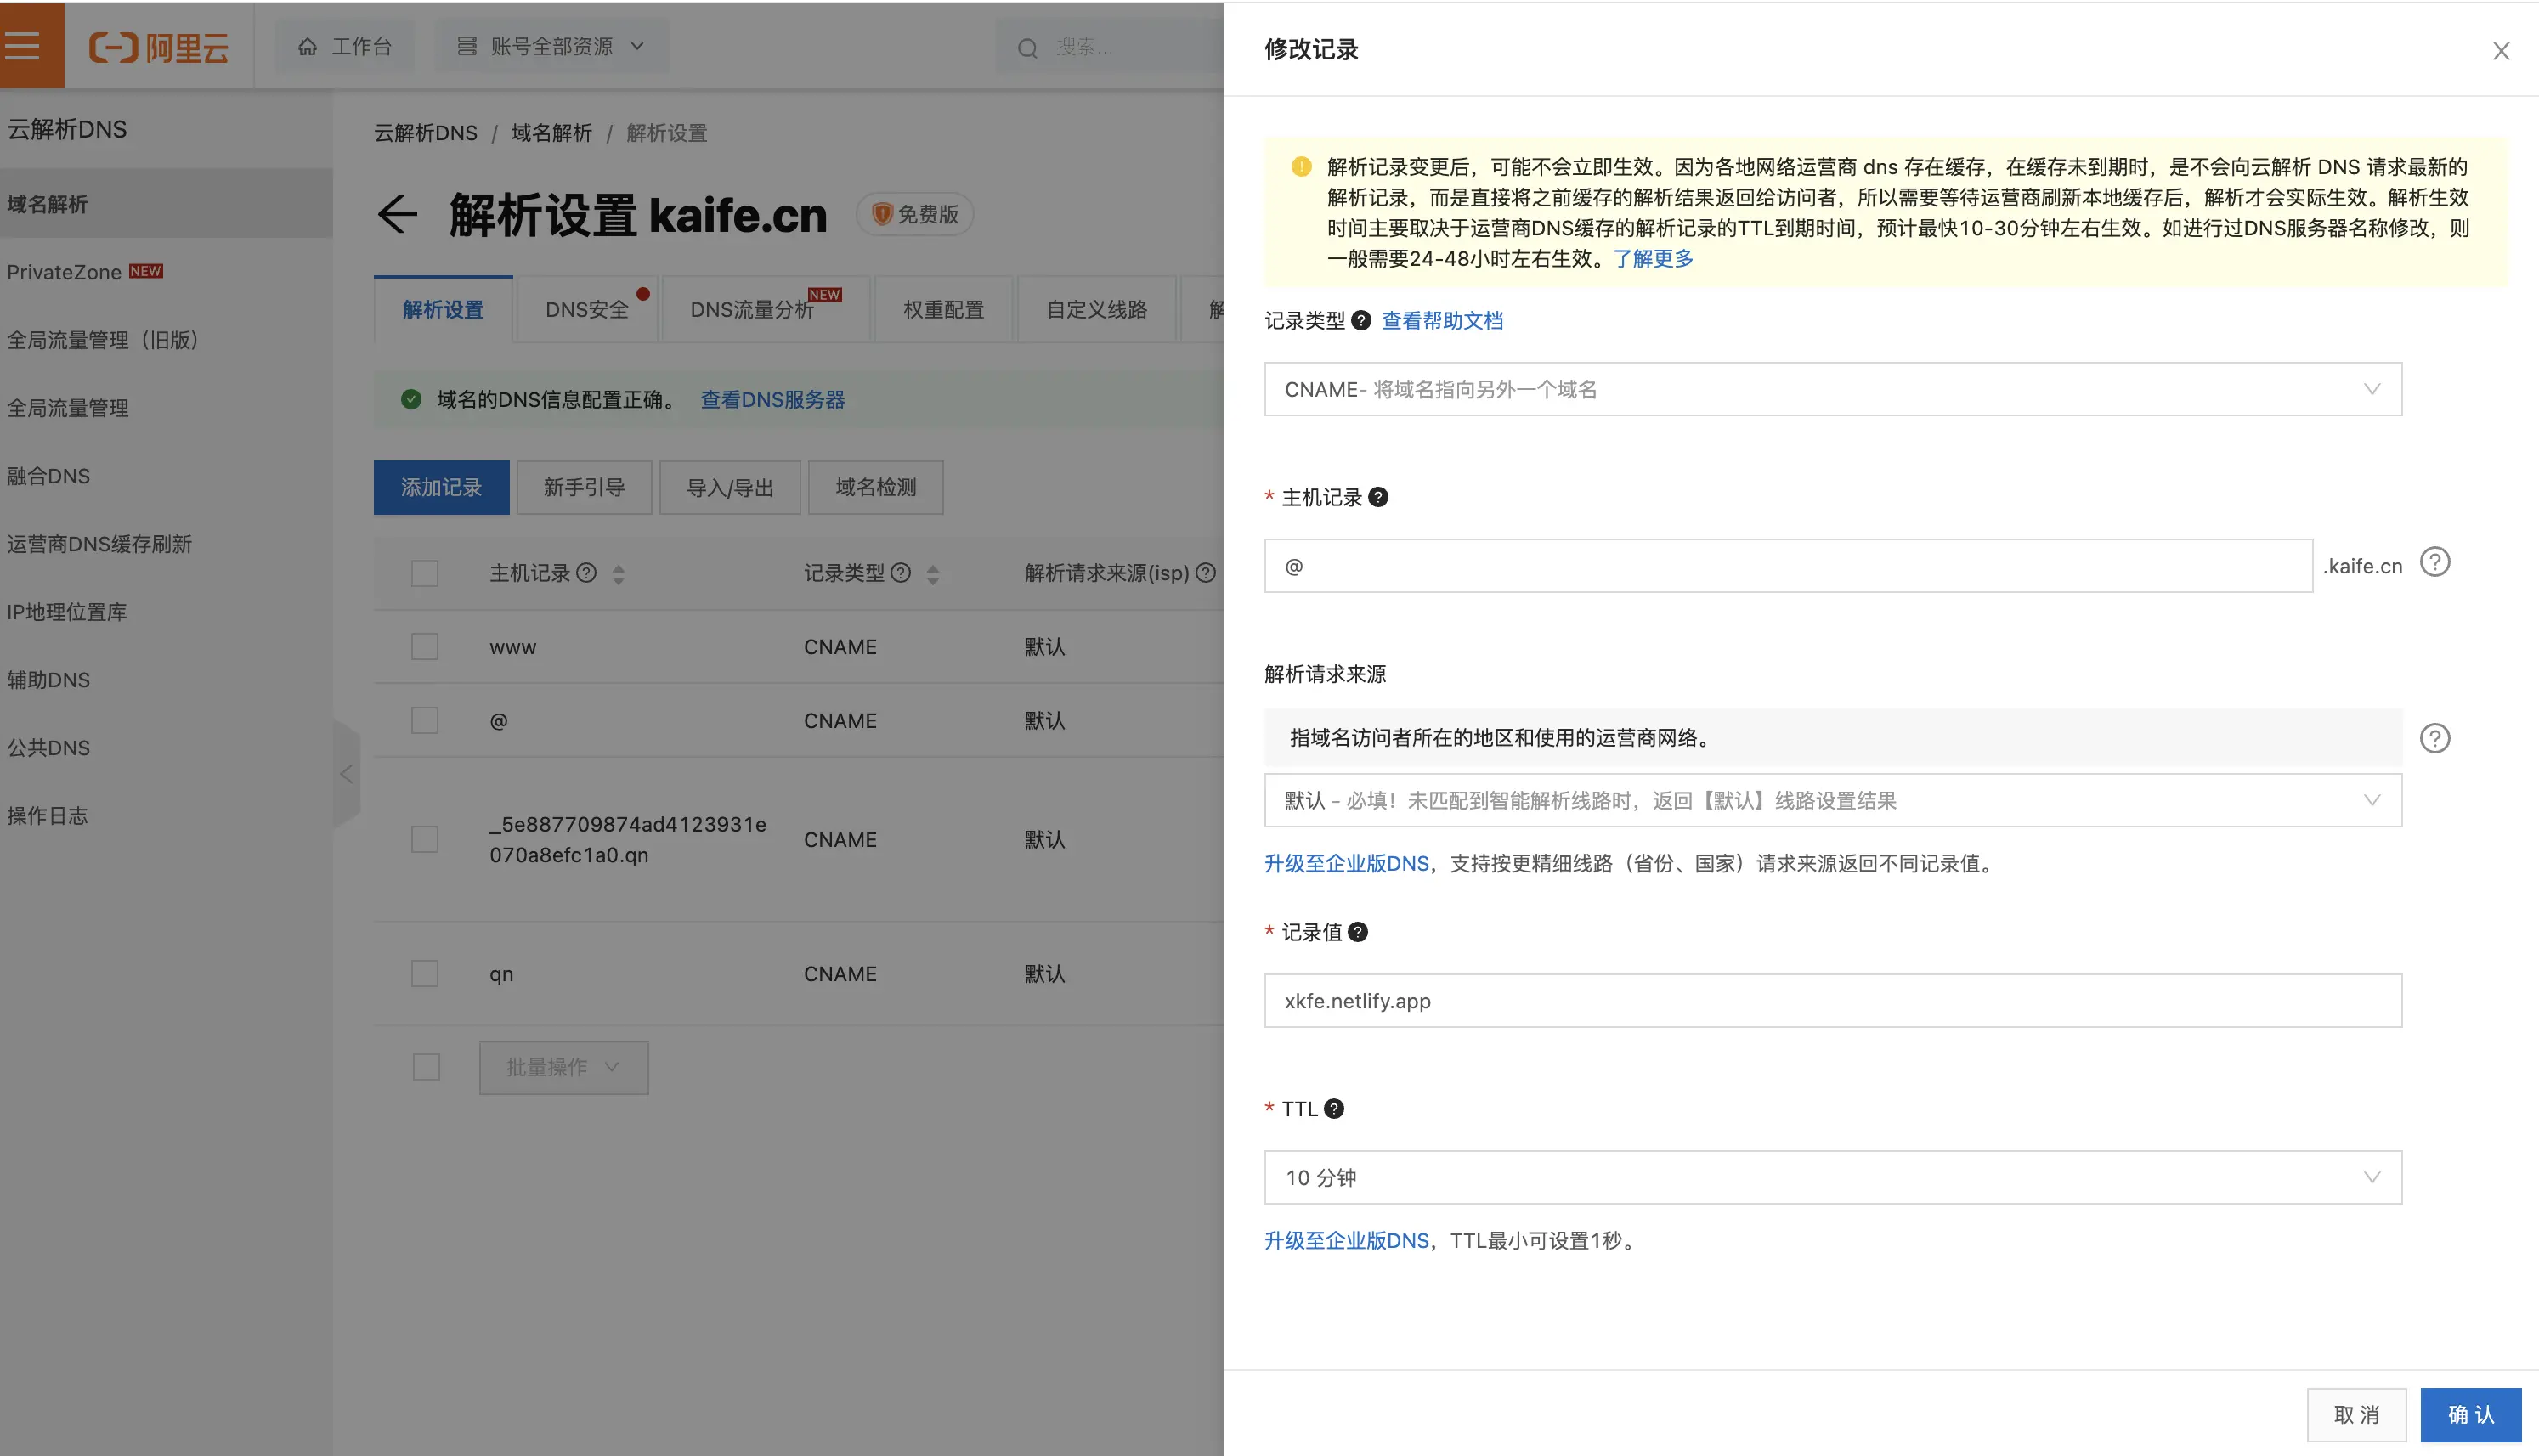 阿里云
工作台
账号全部资源
搜索...
云解析DNS
域名解析
PrivateZone NEW
全局流量管理（旧版）
全局流量管理
融合DNS
运营商DNS缓存刷新
IP地理位置库
辅助DNS
公共DNS
操作日志
云解析DNS / 域名解析 / 解析设置
解析设置 kaife.cn
免费版
解析设置
DNS安全
DNS流量分析 NEW
权重配置
自定义线路
解
域名的DNS信息配置正确。 查看DNS服务器
添加记录
新手引导
导入/导出
域名检测
主机记录 记录类型 解析请求来源(isp)
www CNAME 默认
@ CNAME 默认
_5e887709874ad4123931e
070a8efc1a0.qn CNAME 默认
qn CNAME 默认
批量操作
修改记录
解析记录变更后，可能不会立即生效。因为各地网络运营商 dns 存在缓存，在缓存未到期时，是不会向云解析 DNS 请求最新的
解析记录，而是直接将之前缓存的解析结果返回给访问者，所以需要等待运营商刷新本地缓存后，解析才会实际生效。解析生效
时间主要取决于运营商DNS缓存的解析记录的TTL到期时间，预计最快10-30分钟左右生效。如进行过DNS服务器名称修改，则
一般需要24-48小时左右生效。了解更多
记录类型 查看帮助文档
CNAME- 将域名指向另外一个域名
* 主机记录
@ .kaife.cn
解析请求来源
指域名访问者所在的地区和使用的运营商网络。
默认 - 必填！未匹配到智能解析线路时，返回【默认】线路设置结果
升级至企业版DNS，支持按更精细线路（省份、国家）请求来源返回不同记录值。
* 记录值
xkfe.netlify.app
* TTL
10 分钟
升级至企业版DNS，TTL最小可设置1秒。
取 消
确 认